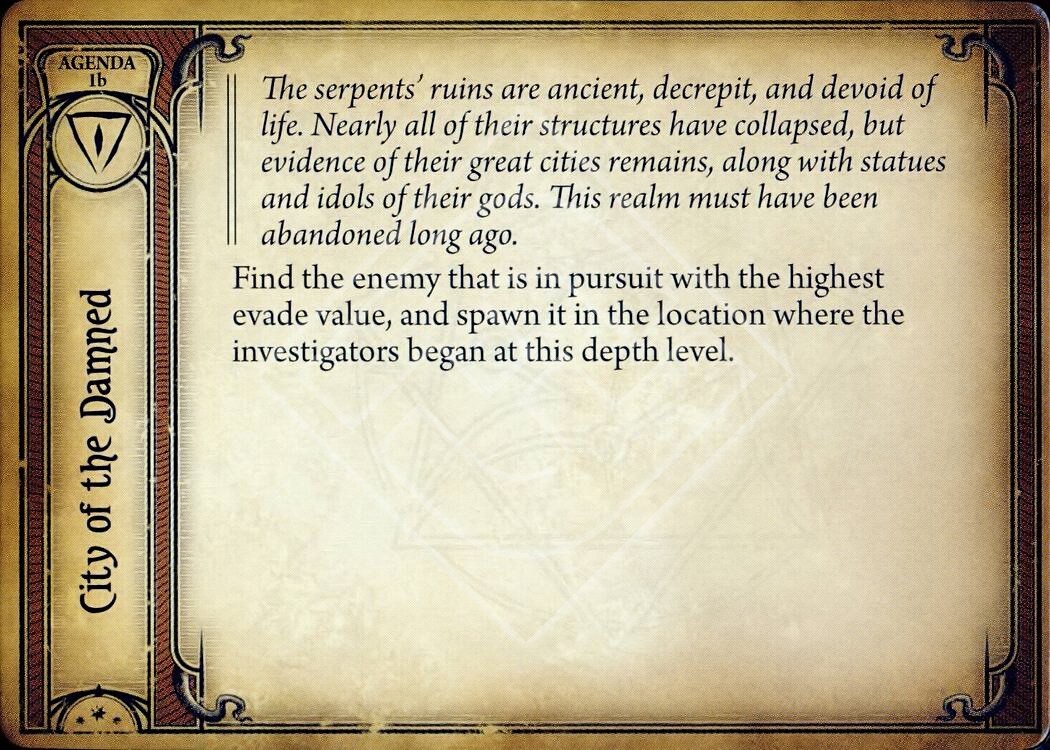 AGENDA
1b
City of the Damned
The serpents’ ruins are ancient, decrepit, and devoid of
life. Nearly all of their structures have collapsed, but
evidence of their great cities remains, along with statues
and idols of their gods. This realm must have been
abandoned long ago.
Find the enemy that is in pursuit with the highest
evade value, and spawn it in the location where the
investigators began at this depth level.